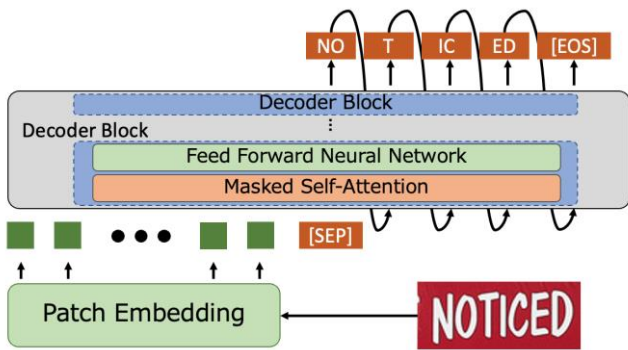 NO T IC ED [EOS]
Decoder Block
⋮
Decoder Block
Feed Forward Neural Network
Masked Self-Attention
••• [SEP]
Patch Embedding
NOTICED